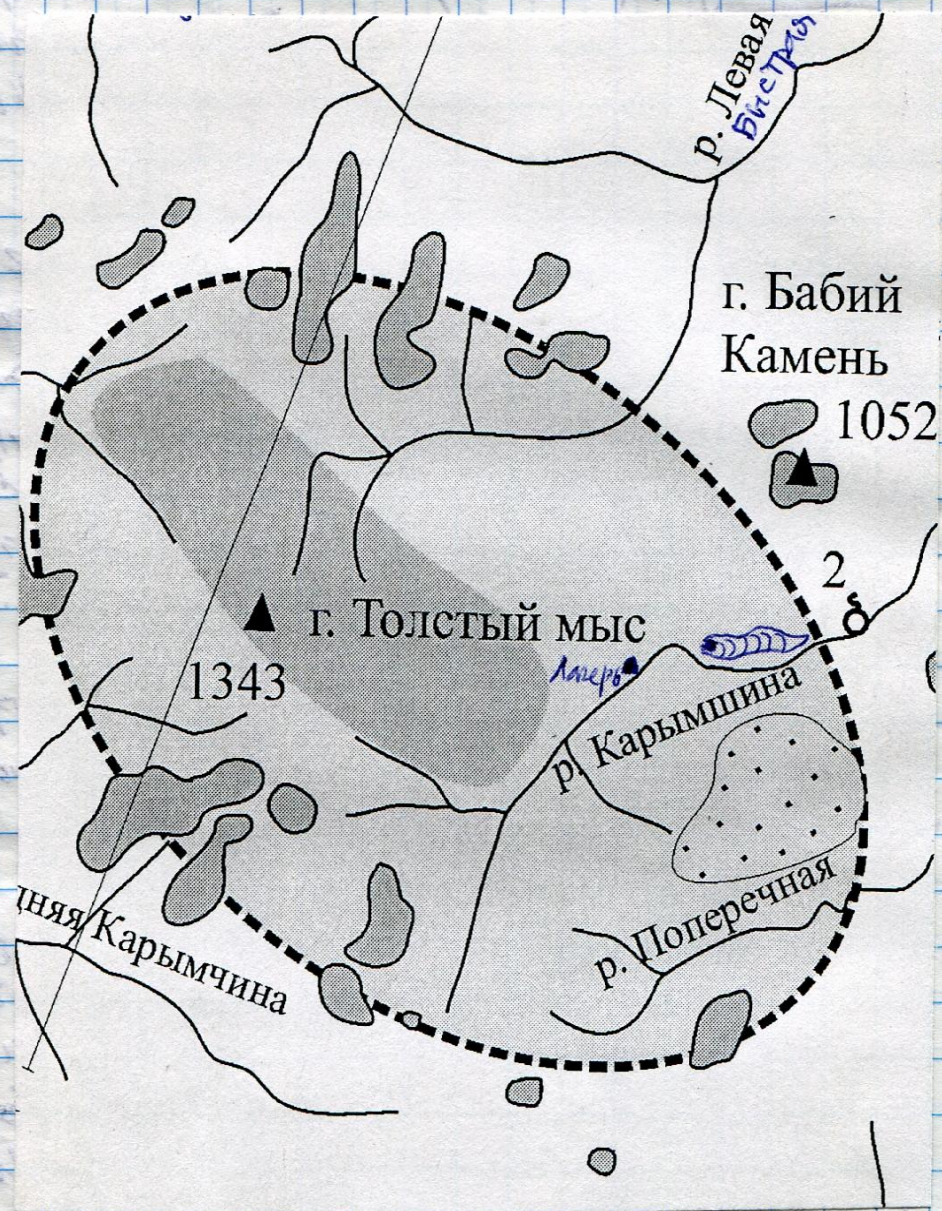 р. Левая
Быстрая
г. Бабий
Камень
1052
2
г. Толстый мыс
Лагерь
1343
р. Карымшина
р. Поперечная
дняя Карымчина